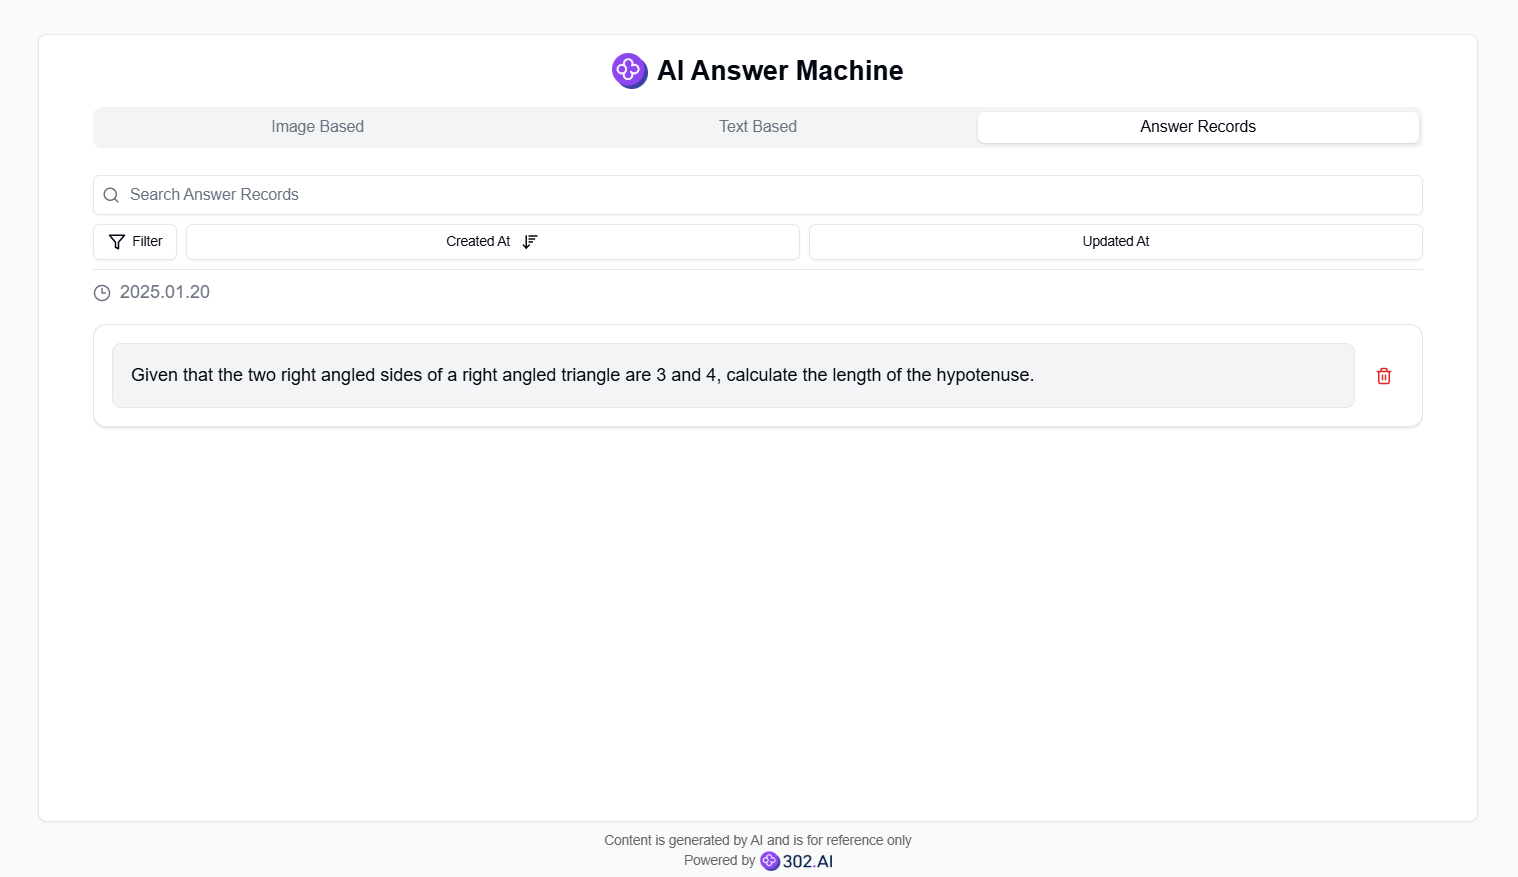 AI Answer Machine
Image Based
Text Based
Answer Records
Search Answer Records
Filter
Created At
Updated At
2025.01.20
Given that the two right angled sides of a right angled triangle are 3 and 4, calculate the length of the hypotenuse.
Content is generated by AI and is for reference only
Powered by 302.AI